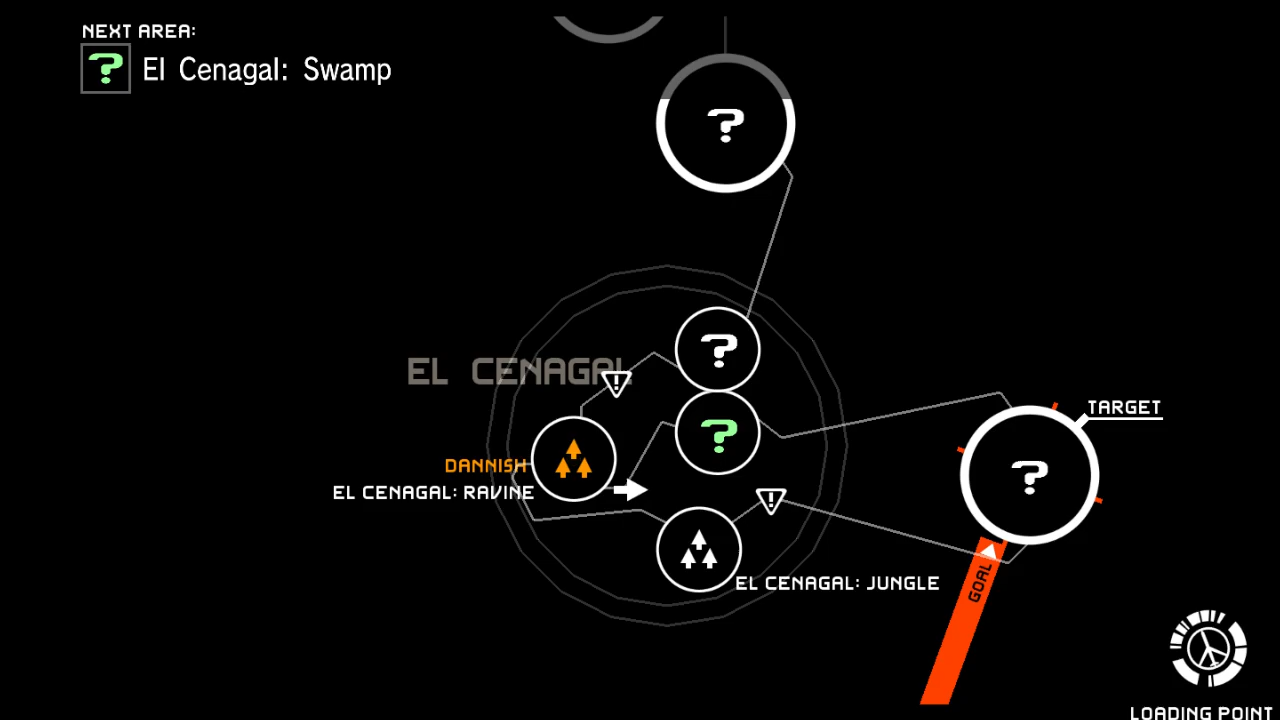 NEXT AREA:
? El Cenagal: Swamp
?
EL CENAGAL
!
?
?
TARGET
?
DANNISH
EL CENAGAL: RAVINE
!
EL CENAGAL: JUNGLE
GOAL
LOADING POINT